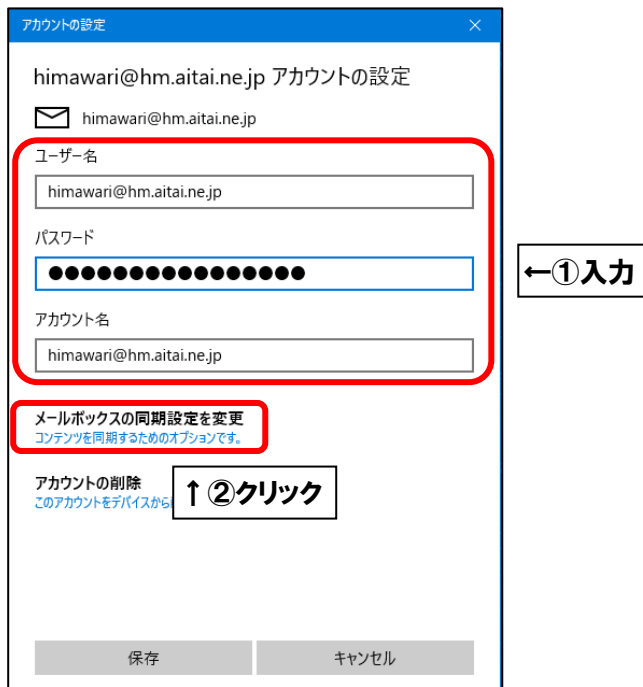 アカウントの設定
himawari@hm.aitai.ne.jp アカウントの設定
himawari@hm.aitai.ne.jp
ユーザー名
himawari@hm.aitai.ne.jp
パスワード
●●●●●●●●●●●●●●●●
←①入力
アカウント名
himawari@hm.aitai.ne.jp
メールボックスの同期設定を変更
コンテンツを同期するためのオプションです。
アカウントの削除
このアカウントをデバイスから
↑②クリック
保存
キャンセル